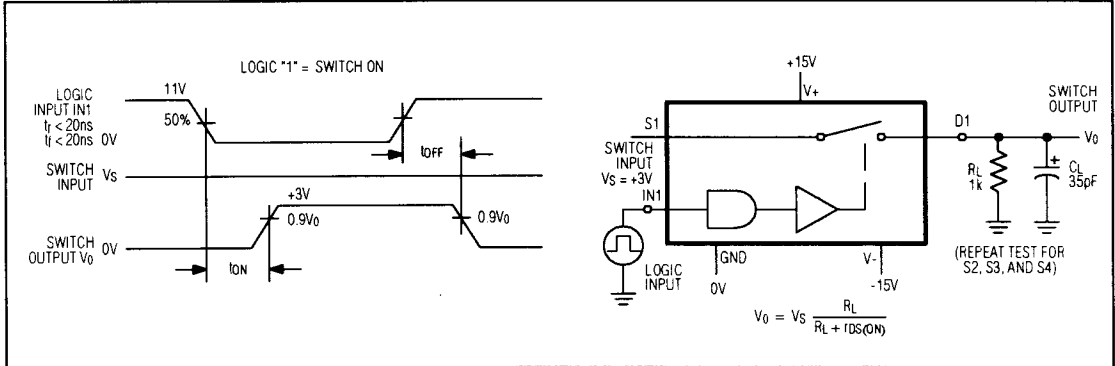 LOGIC "1" = SWITCH ON
LOGIC
INPUT IN1
tr < 20ns
tf < 20ns
11V
50%
0V
tOFF
SWITCH
INPUT
VS
+3V
0.9V0
0.9V0
SWITCH
OUTPUT V0
0V
tON
+15V
V+
SWITCH
OUTPUT
S1
D1
V0
SWITCH
INPUT
VS = +3V
IN1
RL
1k
+
CL
35pF
LOGIC
INPUT
GND
0V
V-
-15V
(REPEAT TEST FOR
S2, S3, AND S4)
V0 = VS RL
RL + rDS(ON)